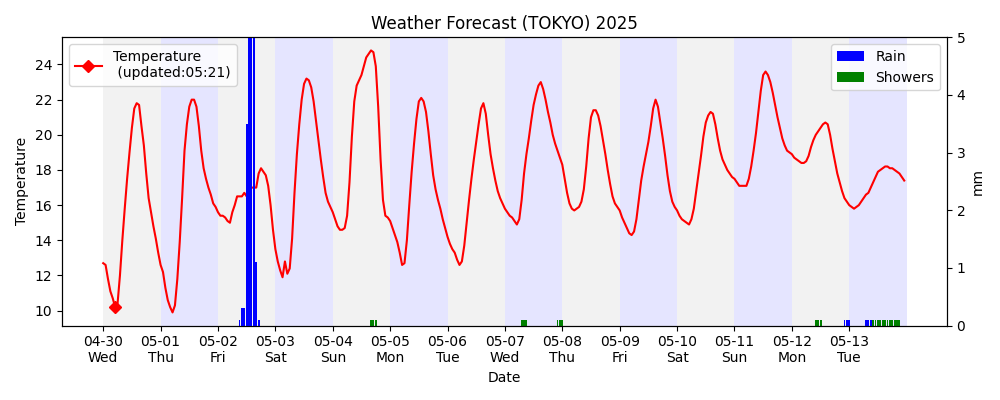 Weather Forecast (TOKYO) 2025
Temperature
(updated:05:21)
Rain
Showers
Temperature
24
22
20
18
16
14
12
10
5
4
3
2
1
0
mm
04-30 05-01 05-02 05-03 05-04 05-05 05-06 05-07 05-08 05-09 05-10 05-11 05-12 05-13
Wed Thu Fri Sat Sun Mon Tue Wed Thu Fri Sat Sun Mon Tue
Date